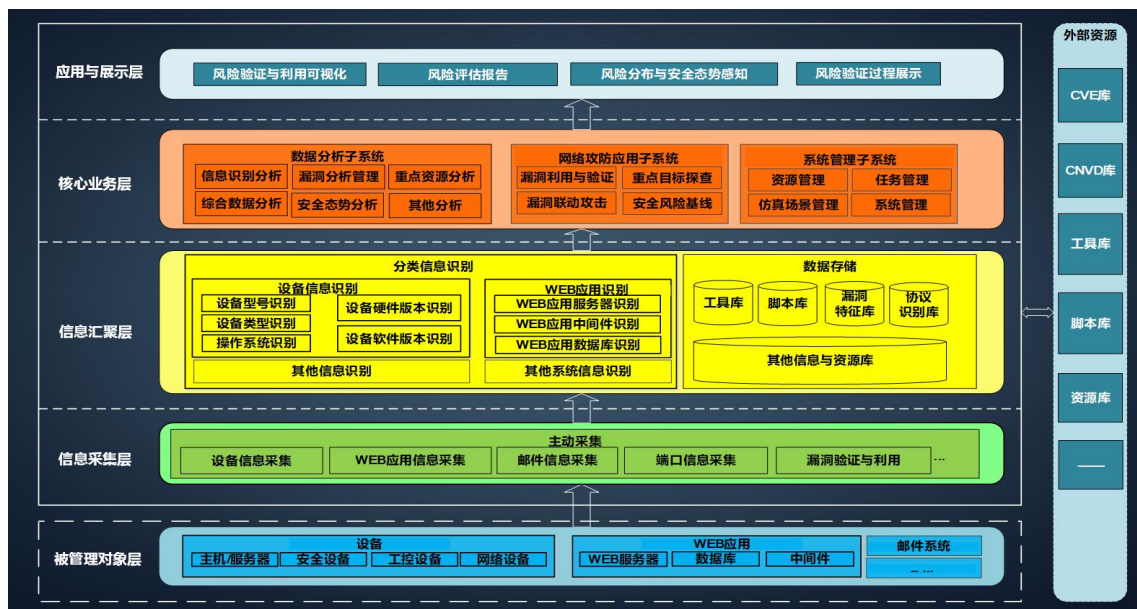 应用与展示层
风险验证与利用可视化
风险评估报告
风险分布与安全态势感知
风险验证过程展示
核心业务层
数据分析子系统
信息识别分析
漏洞分析管理
重点资源分析
综合数据分析
安全态势分析
其他分析
网络攻防应用子系统
漏洞利用与验证
重点目标探查
漏洞联动攻击
安全风险基线
系统管理子系统
资源管理
任务管理
仿真场景管理
系统管理
信息汇聚层
分类信息识别
设备信息识别
设备型号识别
设备类型识别
操作系统识别
设备硬件版本识别
设备软件版本识别
其他信息识别
WEB应用识别
WEB应用服务器识别
WEB应用中间件识别
WEB应用数据库识别
其他系统信息识别
数据存储
工具库
脚本库
漏洞
特征库
协议
识别库
其他信息与资源库
信息采集层
主动采集
设备信息采集
WEB应用信息采集
邮件信息采集
端口信息采集
漏洞验证与利用
...
被管理对象层
设备
主机/服务器
安全设备
工控设备
网络设备
WEB应用
WEB服务器
数据库
中间件
邮件系统
... ...
外部资源
CVE库
CNVD库
工具库
脚本库
资源库
——